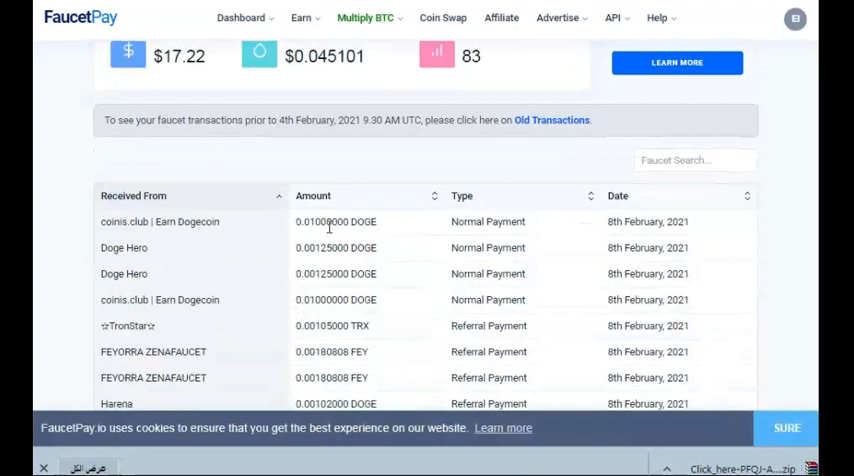 FaucetPay
Dashboard Earn Multiply BTC Coin Swap Affiliate Advertise API Help
EI
$17.22 $0.045101 83 LEARN MORE
To see your faucet transactions prior to 4th February, 2021 9.30 AM UTC, please click here on Old Transactions.
Faucet Search...
Received From Amount Type Date
coinis.club | Earn Dogecoin 0.01000000 DOGE Normal Payment 8th February, 2021
Doge Hero 0.00125000 DOGE Normal Payment 8th February, 2021
Doge Hero 0.00125000 DOGE Normal Payment 8th February, 2021
coinis.club | Earn Dogecoin 0.01000000 DOGE Normal Payment 8th February, 2021
☆TronStar☆ 0.00105000 TRX Referral Payment 8th February, 2021
FEYORRA ZENAFAUCET 0.00180808 FEY Referral Payment 8th February, 2021
FEYORRA ZENAFAUCET 0.00180808 FEY Referral Payment 8th February, 2021
Harena 0.00102000 DOGE Referral Payment 8th February, 2021
FaucetPay.io uses cookies to ensure that you get the best experience on our website. Learn more SURE
عرض الكل Click_here-PFQJ-A....zip